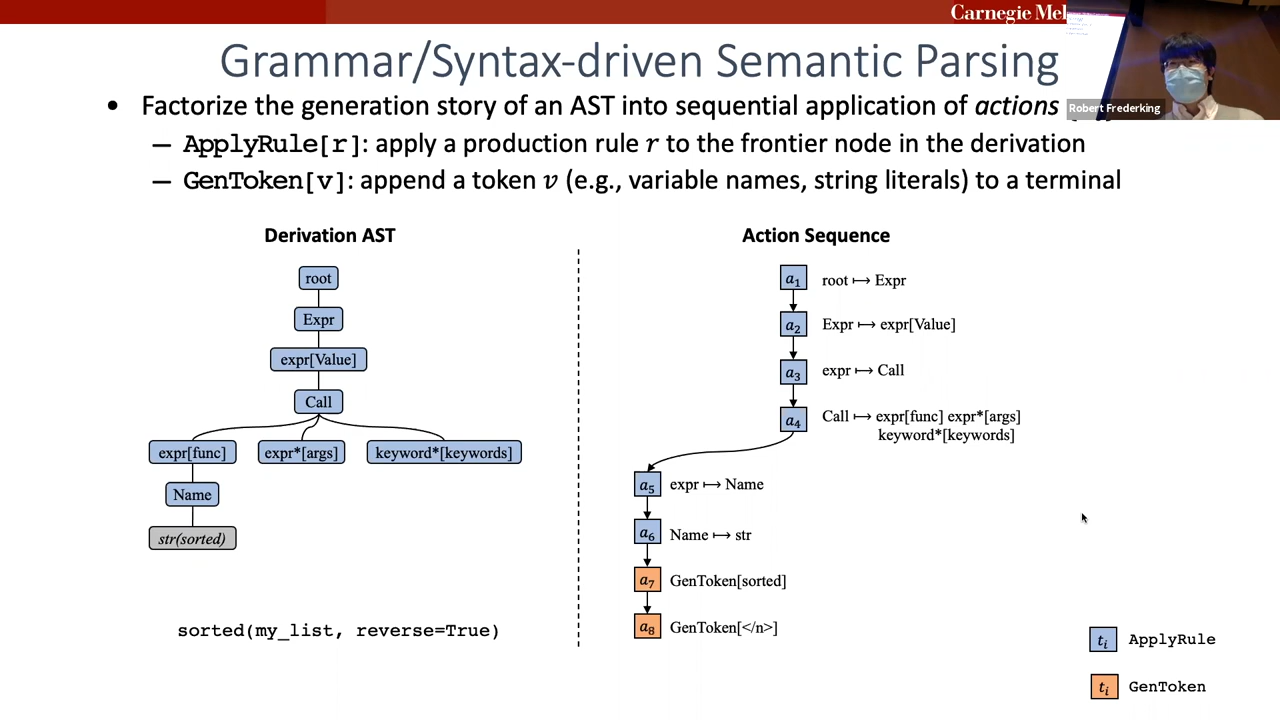 Carnegie Mel
Grammar/Syntax-driven Semantic Parsing
• Factorize the generation story of an AST into sequential application of actions
Robert Frederking
— ApplyRule[r]: apply a production rule r to the frontier node in the derivation
— GenToken[v]: append a token v (e.g., variable names, string literals) to a terminal
Derivation AST
root
Expr
expr[Value]
Call
expr[func] expr*[args] keyword*[keywords]
Name
str(sorted)
sorted(my_list, reverse=True)
Action Sequence
a1 root ↦ Expr
a2 Expr ↦ expr[Value]
a3 expr ↦ Call
a4 Call ↦ expr[func] expr*[args]
keyword*[keywords]
a5 expr ↦ Name
a6 Name ↦ str
a7 GenToken[sorted]
a8 GenToken[</n>]
ti ApplyRule
ti GenToken